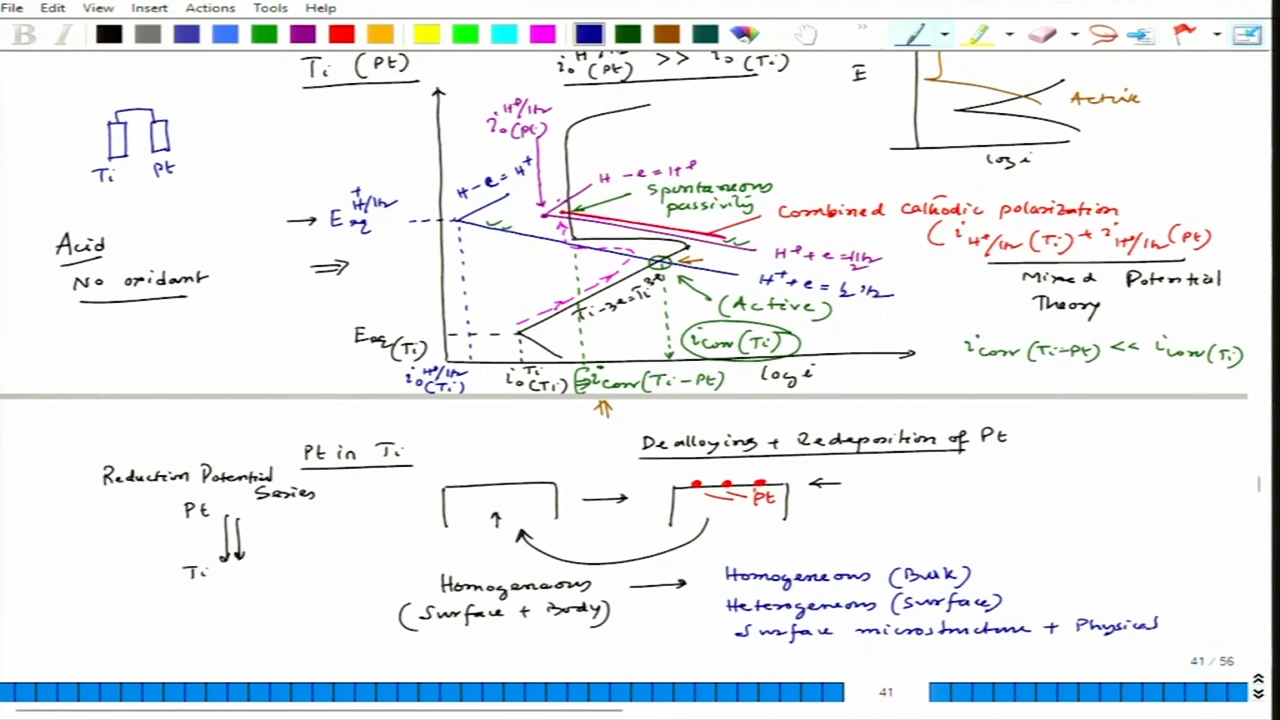 File Edit View Insert Actions Tools Help
B I
Ti (Pt)
i₀ H⁺/H₂ (Pt) >> i₀ (Ti)
E
Active
log i
Ti Pt
i₀ H⁺/H₂ (Pt)
H - e = H⁺
H - e = H⁺
Spontaneous passivity
Combined cathodic polarization
(i H⁺/H₂ (Ti) + i H⁺/H₂ (Pt))
Mixed Potential Theory
→ E eq H⁺/H₂
Acid
No oxidant
⇒
H⁺ + e = ½ H₂
H⁺ + e = ½ H₂
Ti - 3e = Ti³⁺
(Active)
E eq (Ti)
i corr (Ti)
i corr (Ti-Pt) << i corr (Ti)
i₀ H⁺/H₂ (Ti)
i₀ Ti (Ti)
i corr (Ti-Pt)
log i
Pt in Ti
Dealloying + Redeposition of Pt
Reduction Potential Series
Pt
Ti
Pt
Homogeneous → Homogeneous (Bulk)
(Surface + Body)
Heterogeneous (Surface)
Surface microstructure + Physical
41 / 56
41